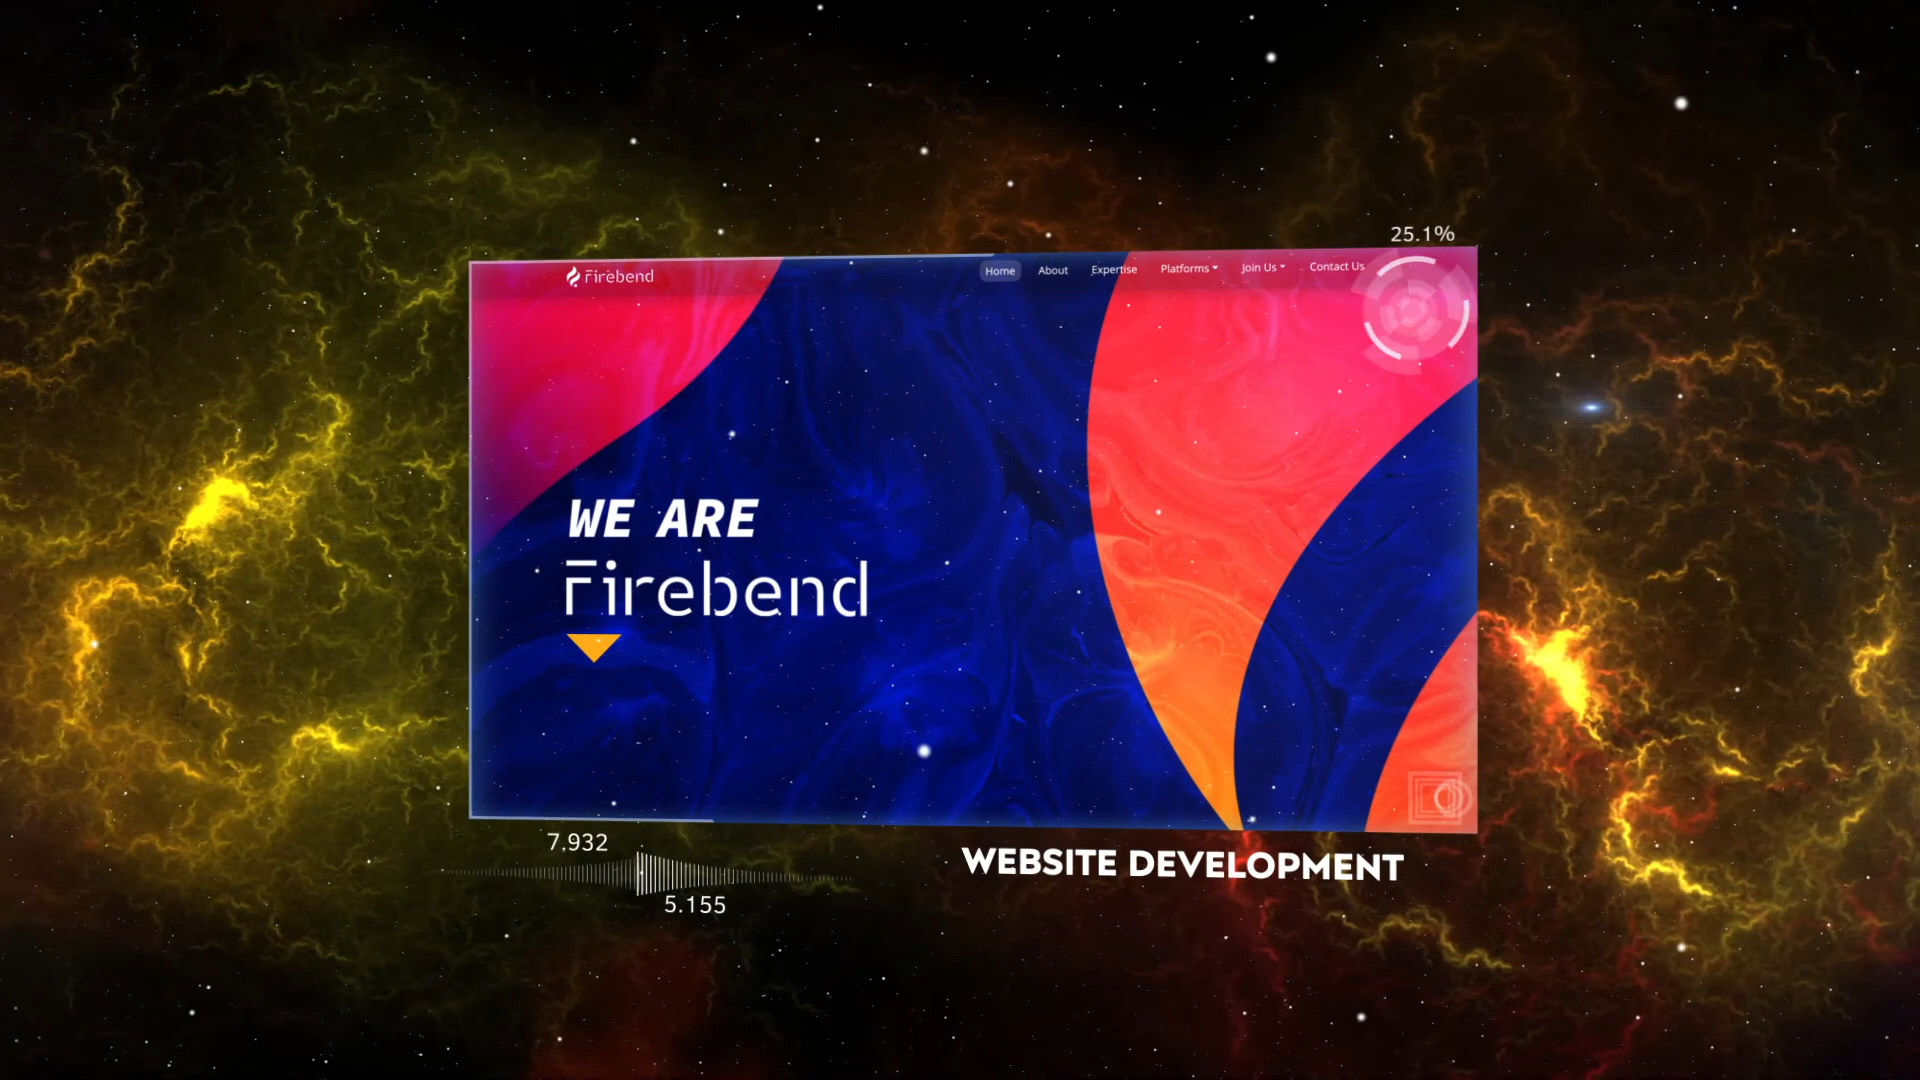 25.1%
Firebend
Home About Expertise Platforms Join Us Contact Us
WE ARE
Firebend
7.932
5.155
WEBSITE DEVELOPMENT